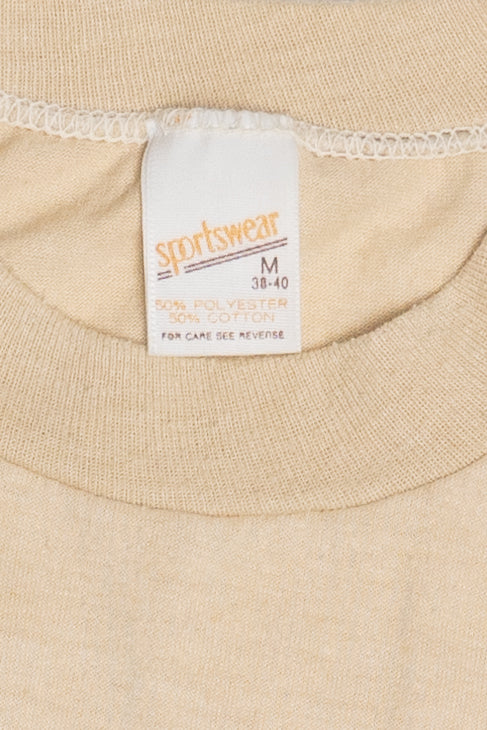 sportswear
M
38-40
50% POLYESTER
50% COTTON
FOR CARE SEE REVERSE